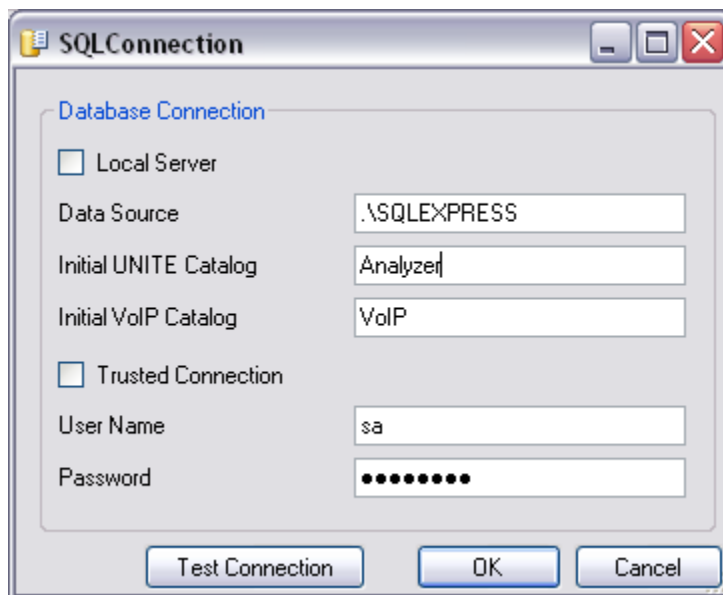 SQLConnection
Database Connection
Local Server
Data Source .\SQLEXPRESS
Initial UNITE Catalog Analyzer
Initial VoIP Catalog VoIP
Trusted Connection
User Name sa
Password ●●●●●●●●
Test Connection OK Cancel